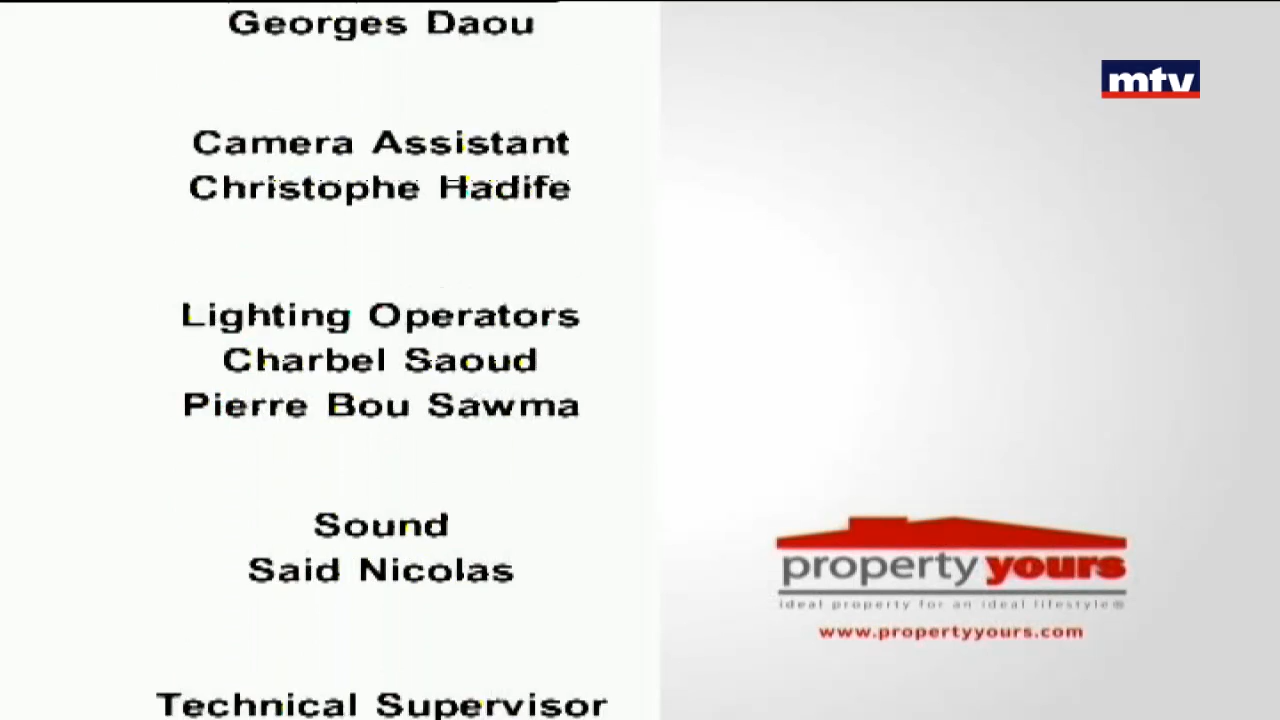 Georges Daou
Camera Assistant
Christophe Hadife
Lighting Operators
Charbel Saoud
Pierre Bou Sawma
Sound
Said Nicolas
Technical Supervisor
mtv
property yours
ideal property for an ideal lifestyle®
www.propertyyours.com